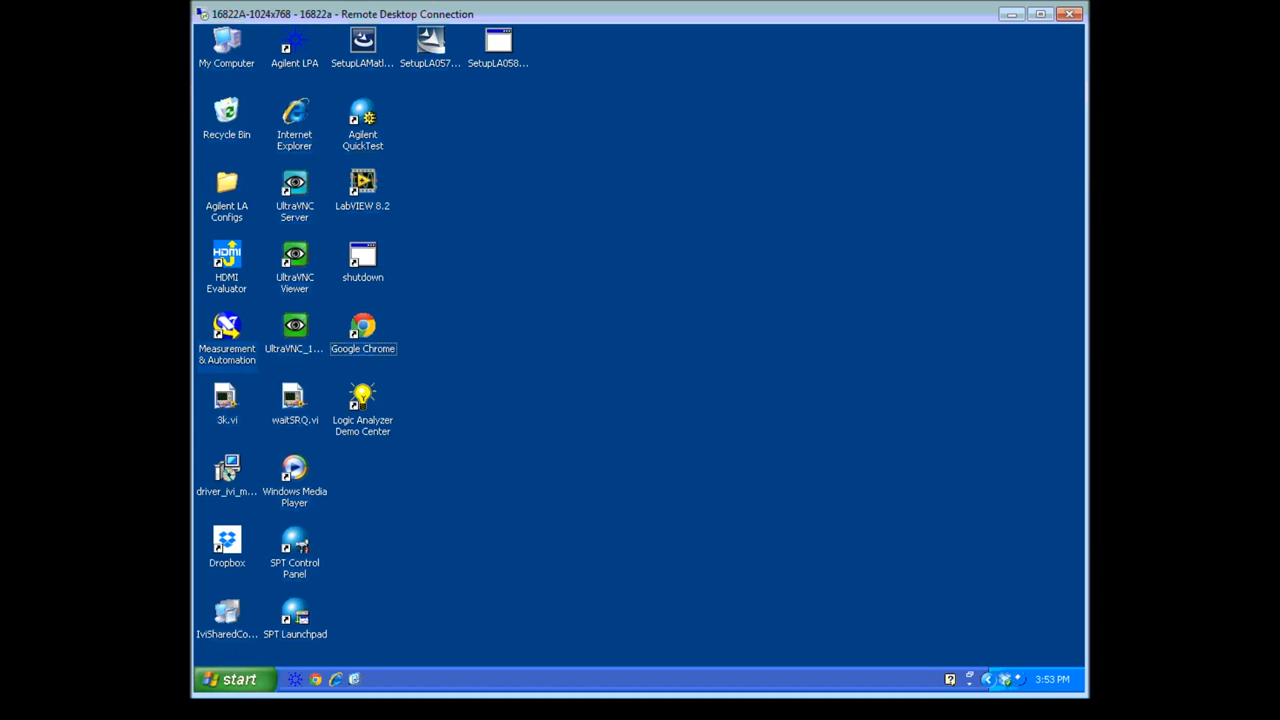 16822A-1024x768 - 16822a - Remote Desktop Connection
My Computer
Agilent LPA
SetupLAMatl...
SetupLA057...
SetupLA058...
Recycle Bin
Internet
Explorer
Agilent
QuickTest
Agilent LA
Configs
UltraVNC
Server
LabVIEW 8.2
HDMI
HDMI
Evaluator
UltraVNC
Viewer
shutdown
Measurement
& Automation
UltraVNC_1...
Google Chrome
3k.vi
waitSRQ.vi
Logic Analyzer
Demo Center
driver_ivi_m...
Windows Media
Player
Dropbox
SPT Control
Panel
IviSharedCo...
SPT Launchpad
start
3:53 PM